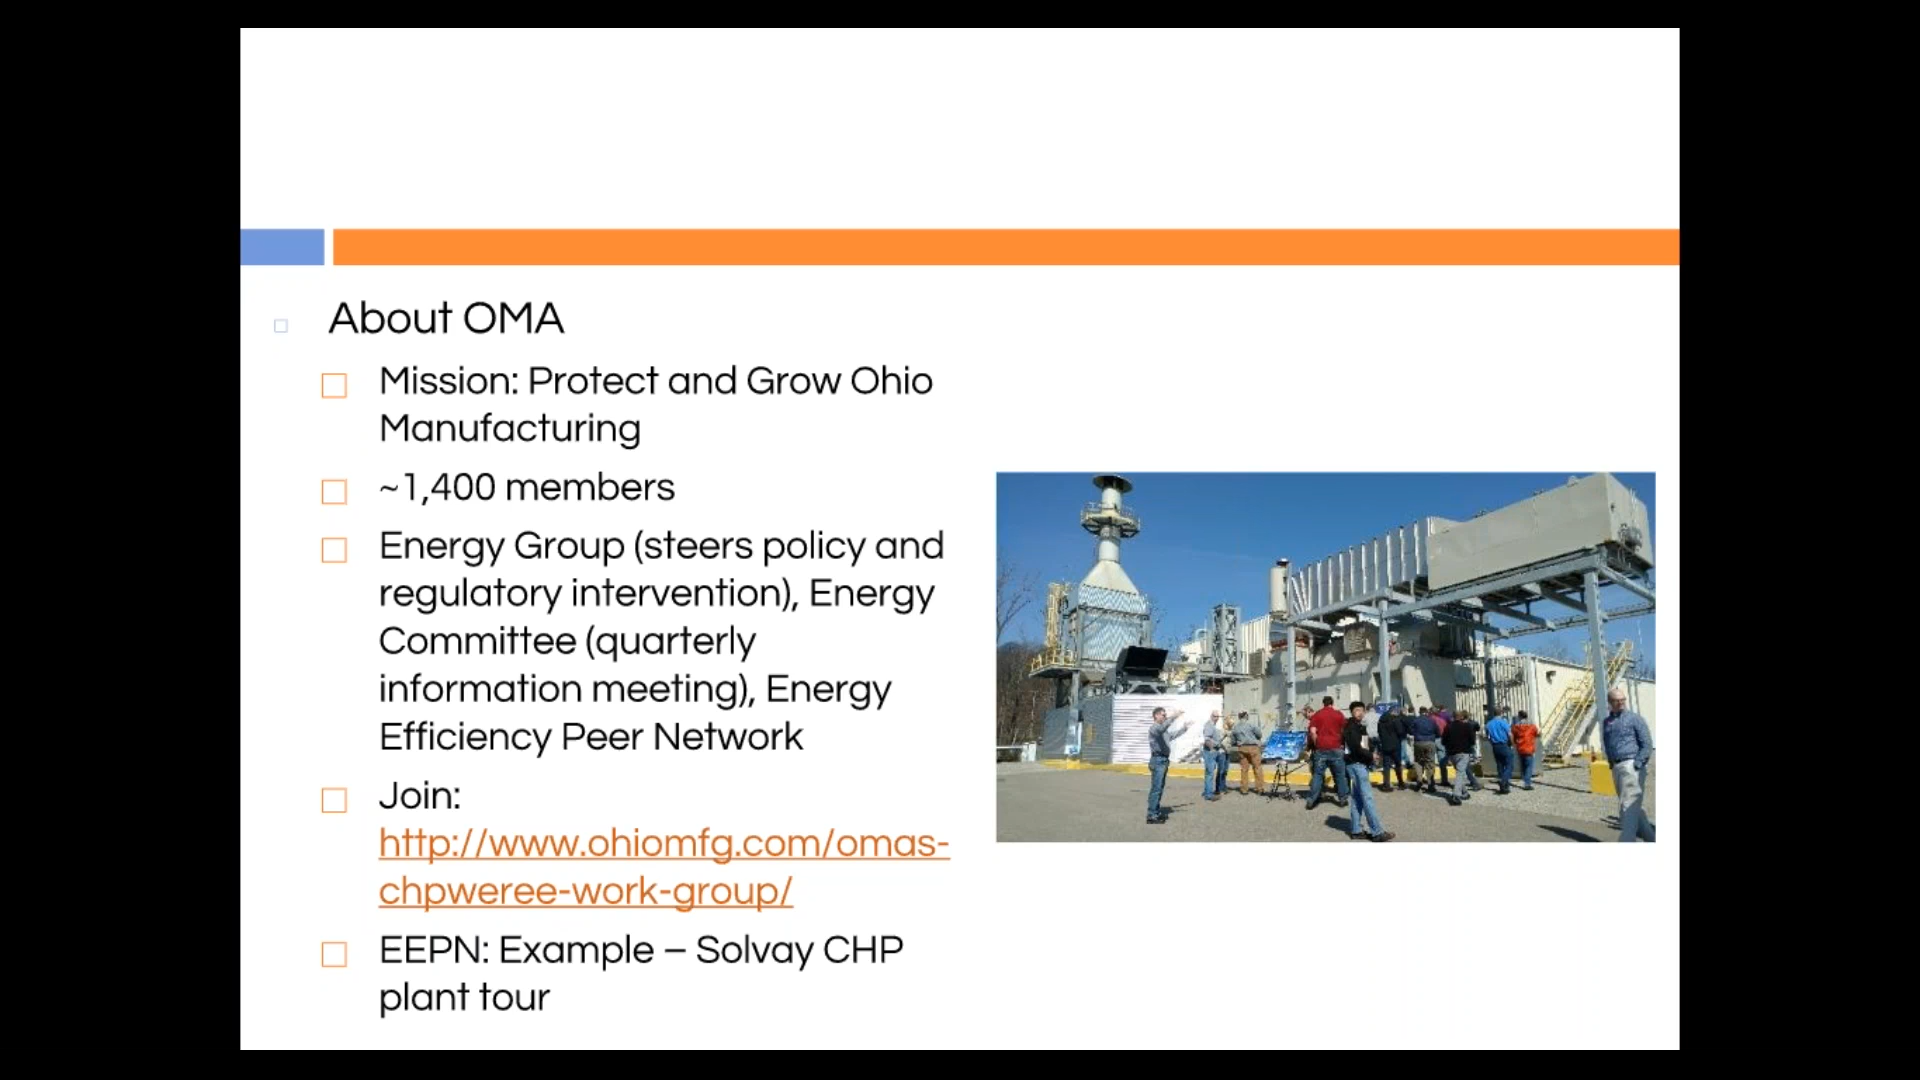 About OMA
Mission: Protect and Grow Ohio
Manufacturing
~1,400 members
Energy Group (steers policy and
regulatory intervention), Energy
Committee (quarterly
information meeting), Energy
Efficiency Peer Network
Join:
http://www.ohiomfg.com/omas-
chpweree-work-group/
EEPN: Example – Solvay CHP
plant tour